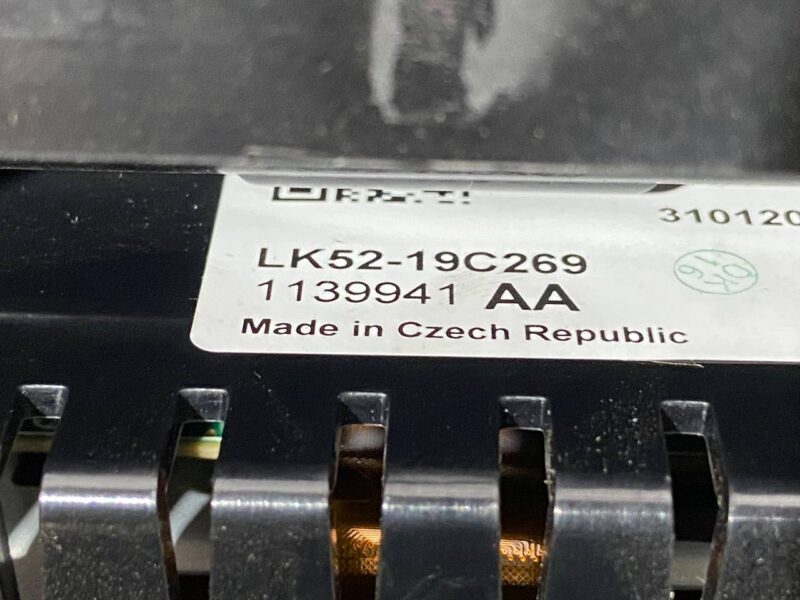 310120
LK52-19C269
1139941 AA
Made in Czech Republic